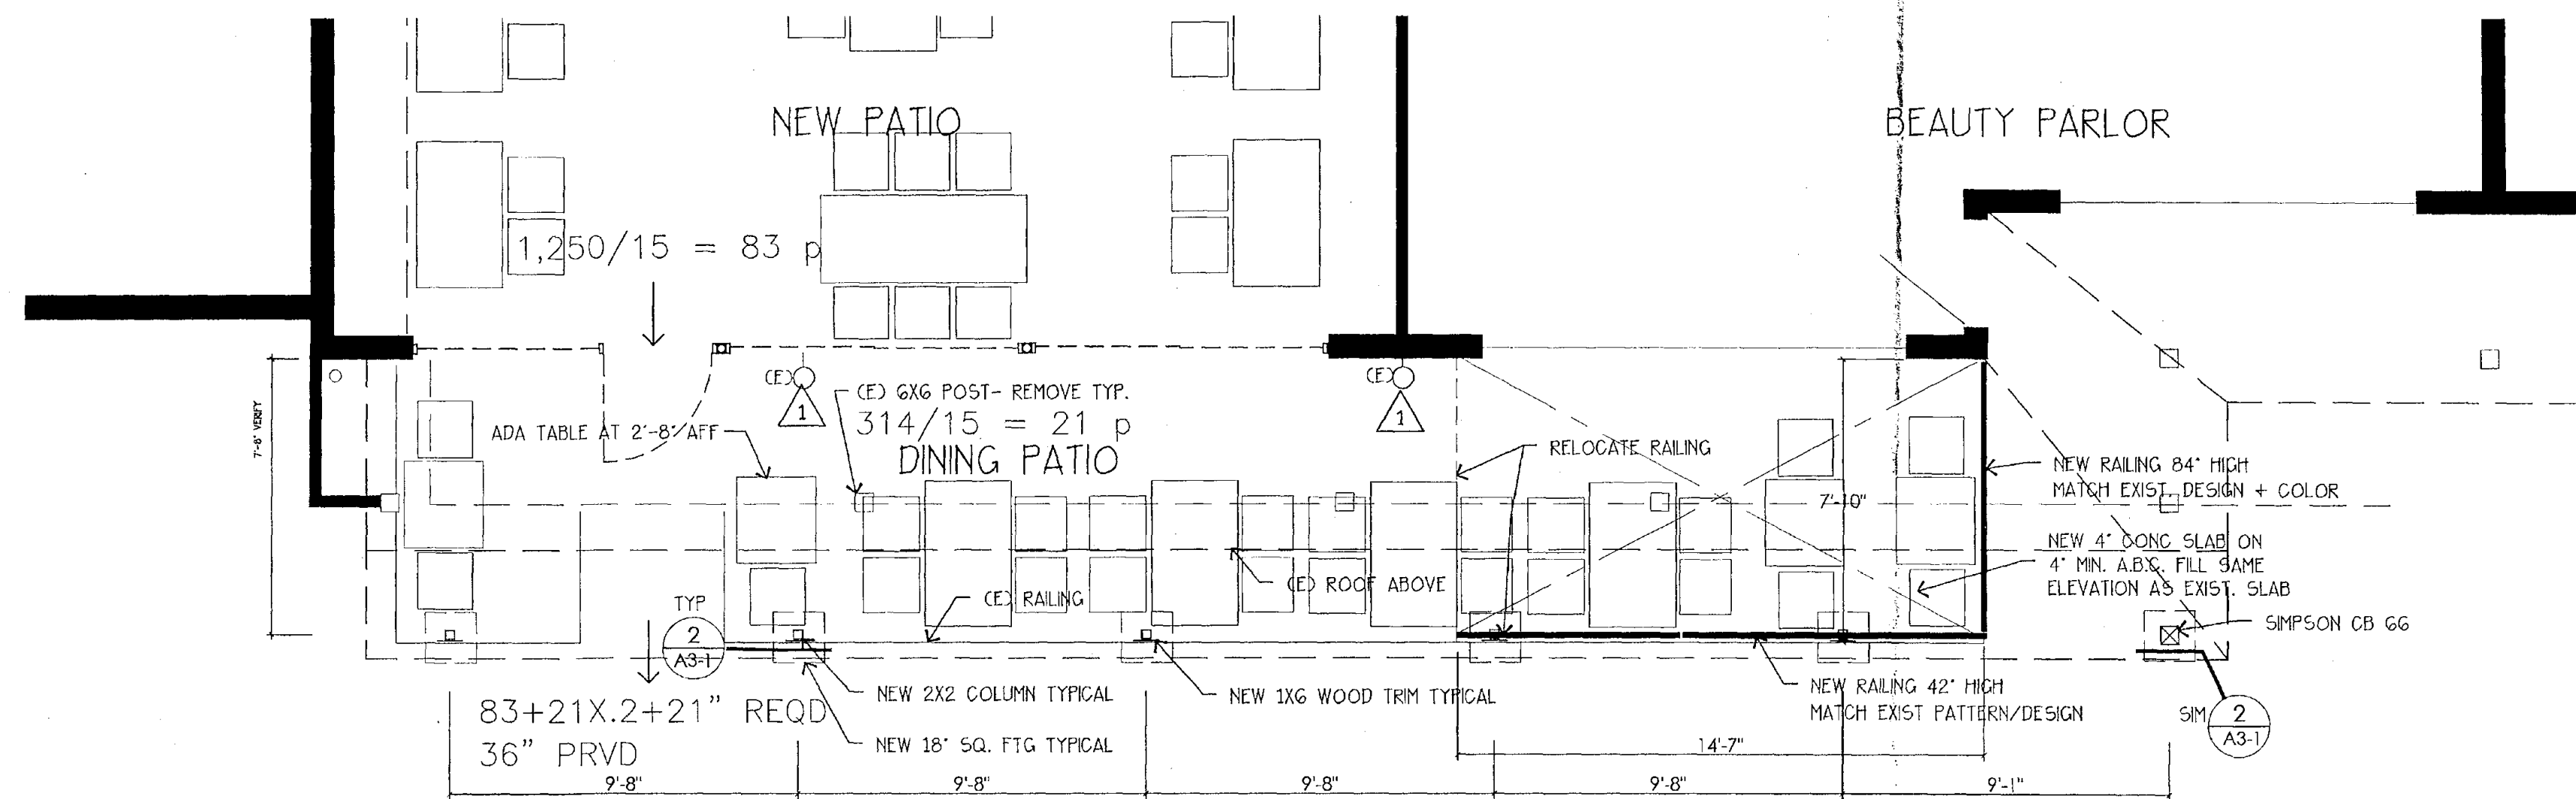 NEW PATIO
BEAUTY PARLOR
1,250/15 = 83 p
7'-8" VERIFY
(E)
1
(E) 6X6 POST- REMOVE TYP.
314/15 = 21 p
DINING PATIO
ADA TABLE AT 2'-8" AFF
(E)
1
RELOCATE RAILING
7'-10"
NEW RAILING 84" HIGH
MATCH EXIST. DESIGN + COLOR
NEW 4" CONC SLAB ON
4" MIN. A.B.C. FILL SAME
ELEVATION AS EXIST. SLAB
(E) ROOF ABOVE
(E) RAILING
TYP
2
A3-1
SIMPSON CB 66
NEW 2X2 COLUMN TYPICAL
NEW 1X6 WOOD TRIM TYPICAL
NEW RAILING 42" HIGH
MATCH EXIST PATTERN/DESIGN
SIM
2
A3-1
83+21X.2+21" REQD
36" PRVD
NEW 18" SQ. FTG TYPICAL
14'-7"
9'-8"
9'-8"
9'-8"
9'-8"
9'-1"